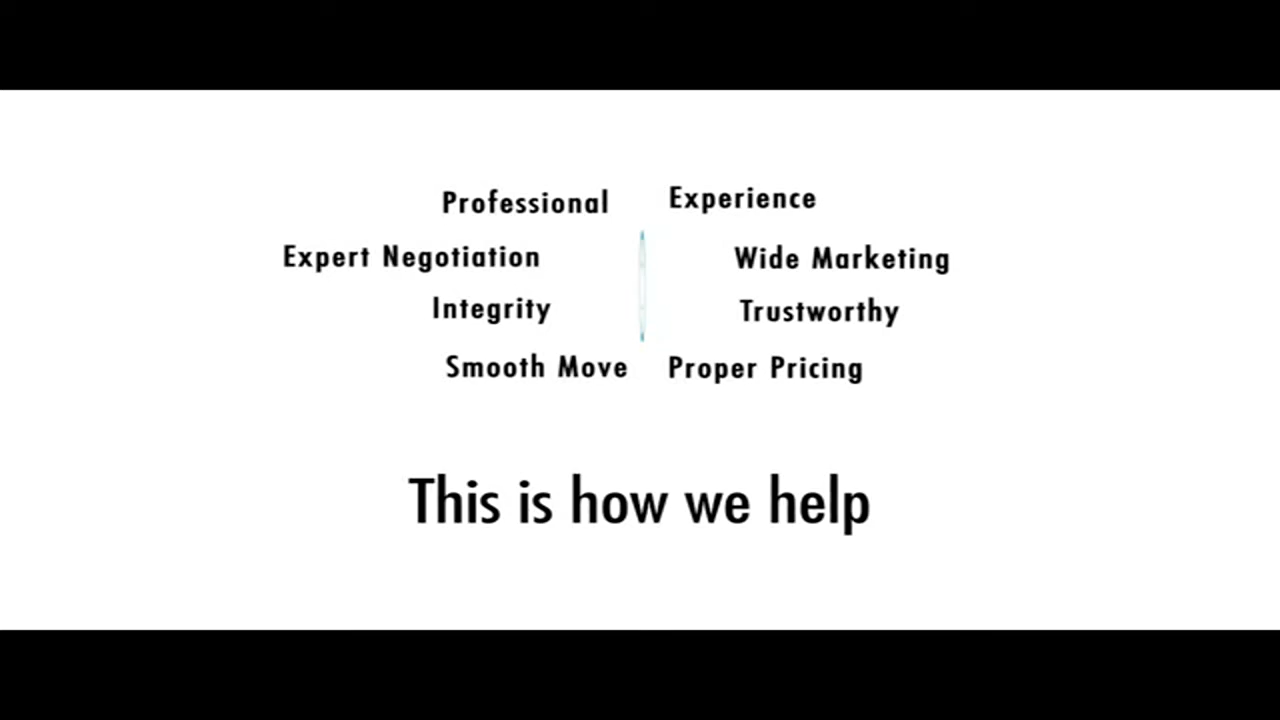 Professional
Experience
Expert Negotiation
Wide Marketing
Integrity
Trustworthy
Smooth Move
Proper Pricing
This is how we help